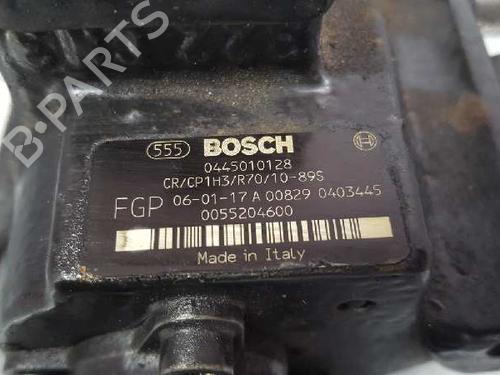 B-PARTS
555 BOSCH
0445010128
CR/CP1H3/R70/10-89S
FGP 06-01-17 A 00829 0403445
0055204600
Made in Italy